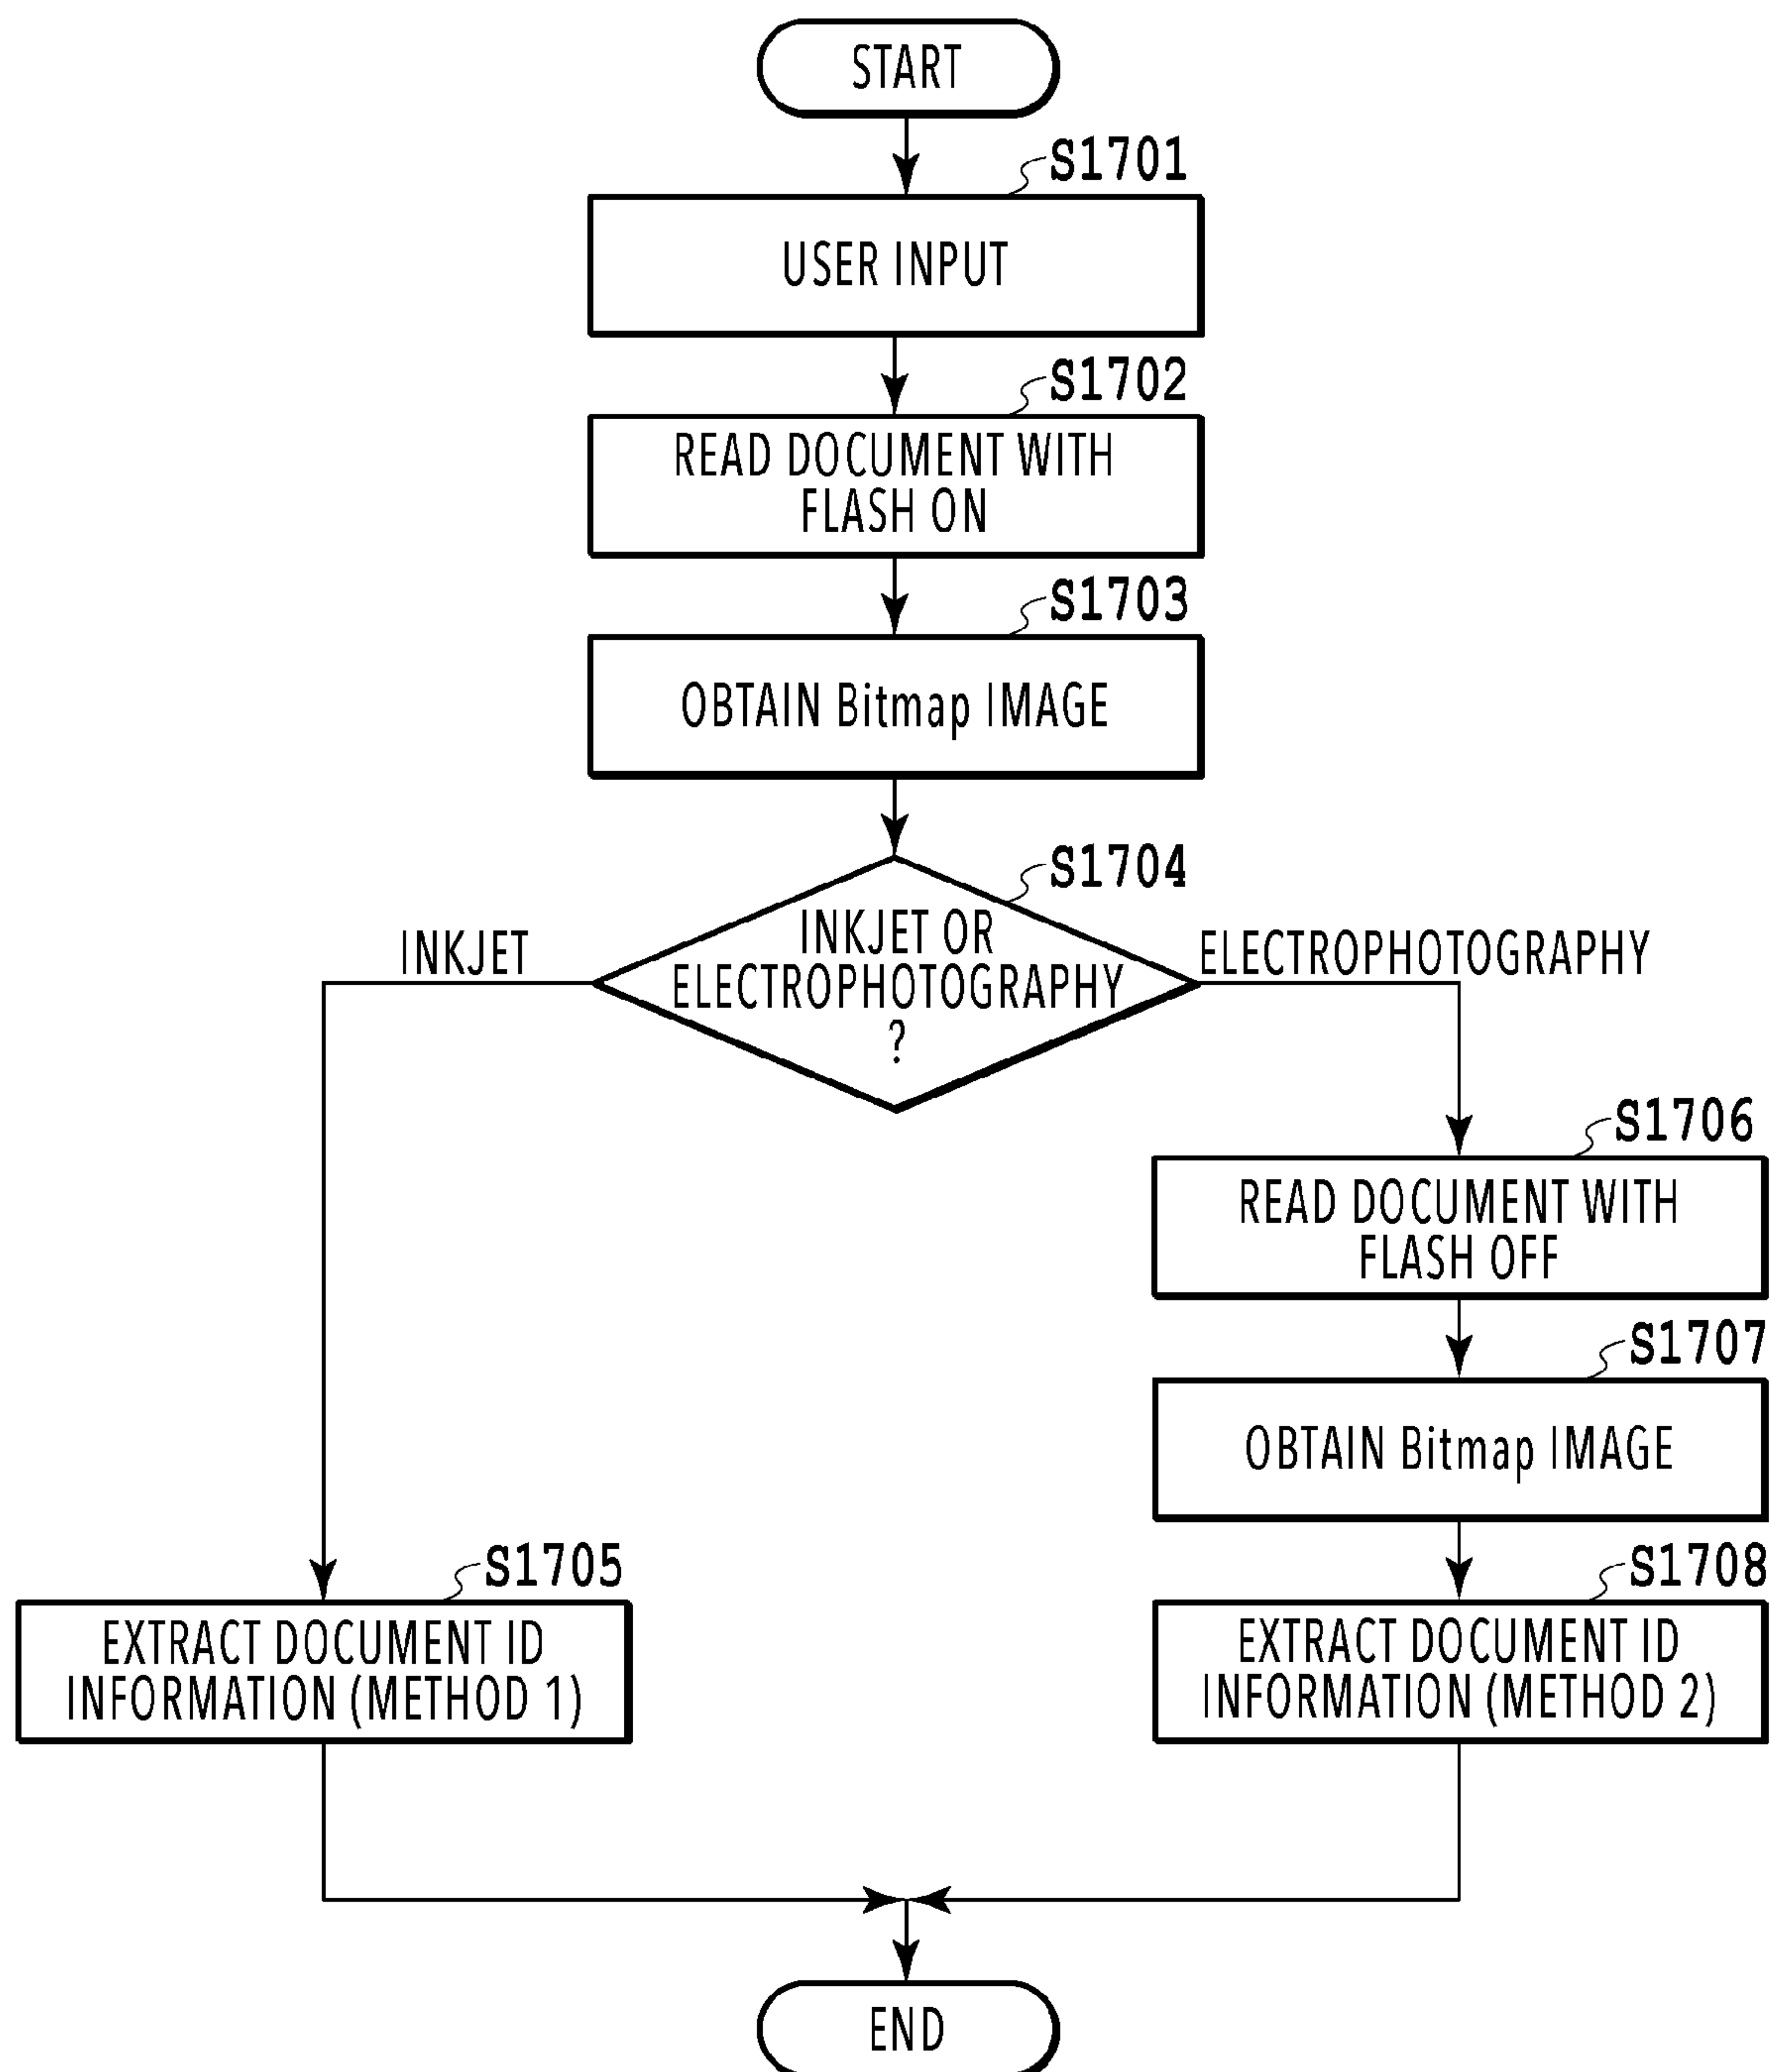 START
S1701
USER INPUT
S1702
READ DOCUMENT WITH
FLASH ON
S1703
OBTAIN Bitmap IMAGE
S1704
INKJET OR
ELECTROPHOTOGRAPHY
?
INKJET
ELECTROPHOTOGRAPHY
S1706
READ DOCUMENT WITH
FLASH OFF
S1707
OBTAIN Bitmap IMAGE
S1705
EXTRACT DOCUMENT ID
INFORMATION (METHOD 1)
S1708
EXTRACT DOCUMENT ID
INFORMATION (METHOD 2)
END